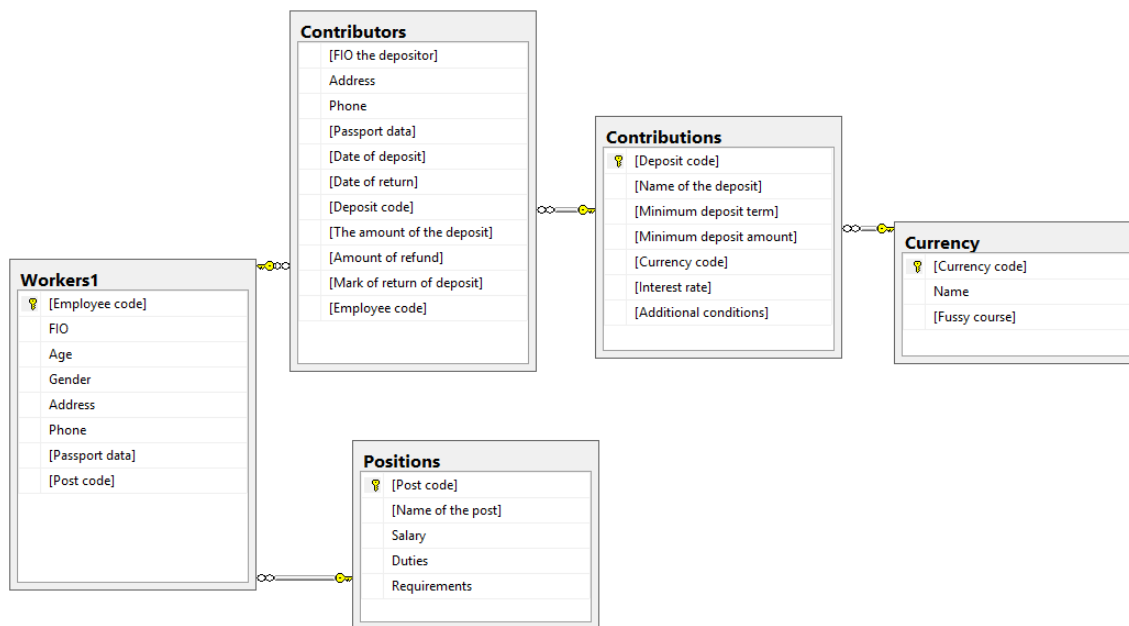 Contributors
[FIO the depositor]
Address
Phone
[Passport data]
[Date of deposit]
[Date of return]
[Deposit code]
[The amount of the deposit]
[Amount of refund]
[Mark of return of deposit]
[Employee code]
Contributions
[Deposit code]
[Name of the deposit]
[Minimum deposit term]
[Minimum deposit amount]
[Currency code]
[Interest rate]
[Additional conditions]
Currency
[Currency code]
Name
[Fussy course]
Workers1
[Employee code]
FIO
Age
Gender
Address
Phone
[Passport data]
[Post code]
Positions
[Post code]
[Name of the post]
Salary
Duties
Requirements